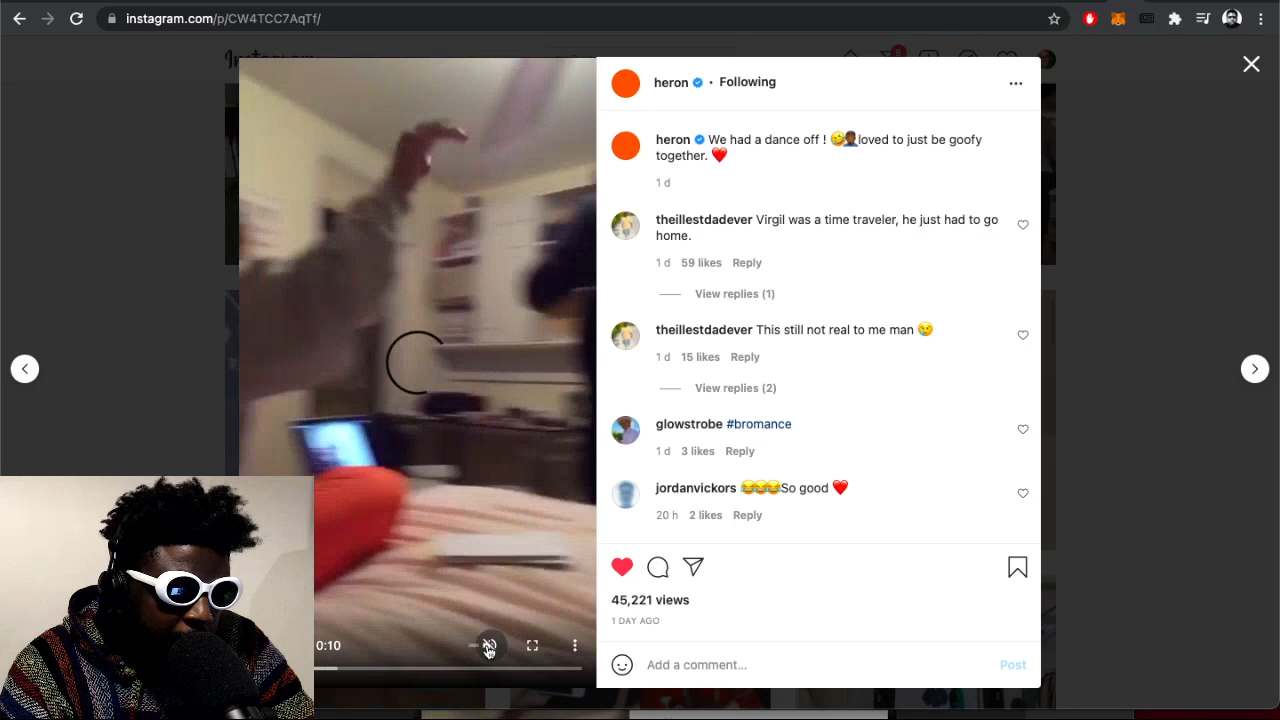 instagram.com/p/CW4TCC7AqTf/
Instagram
heron • Following
heron We had a dance off ! 🤣🤦🏾‍♂️loved to just be goofy
together. ❤️
1 d
theillestdadever Virgil was a time traveler, he just had to go
home.
1 d 59 likes Reply
View replies (1)
theillestdadever This still not real to me man 😢
1 d 15 likes Reply
View replies (2)
glowstrobe #bromance
1 d 3 likes Reply
jordanvickors 😂😂😂So good ❤️
20 h 2 likes Reply
45,221 views
1 DAY AGO
0:10
Add a comment... Post